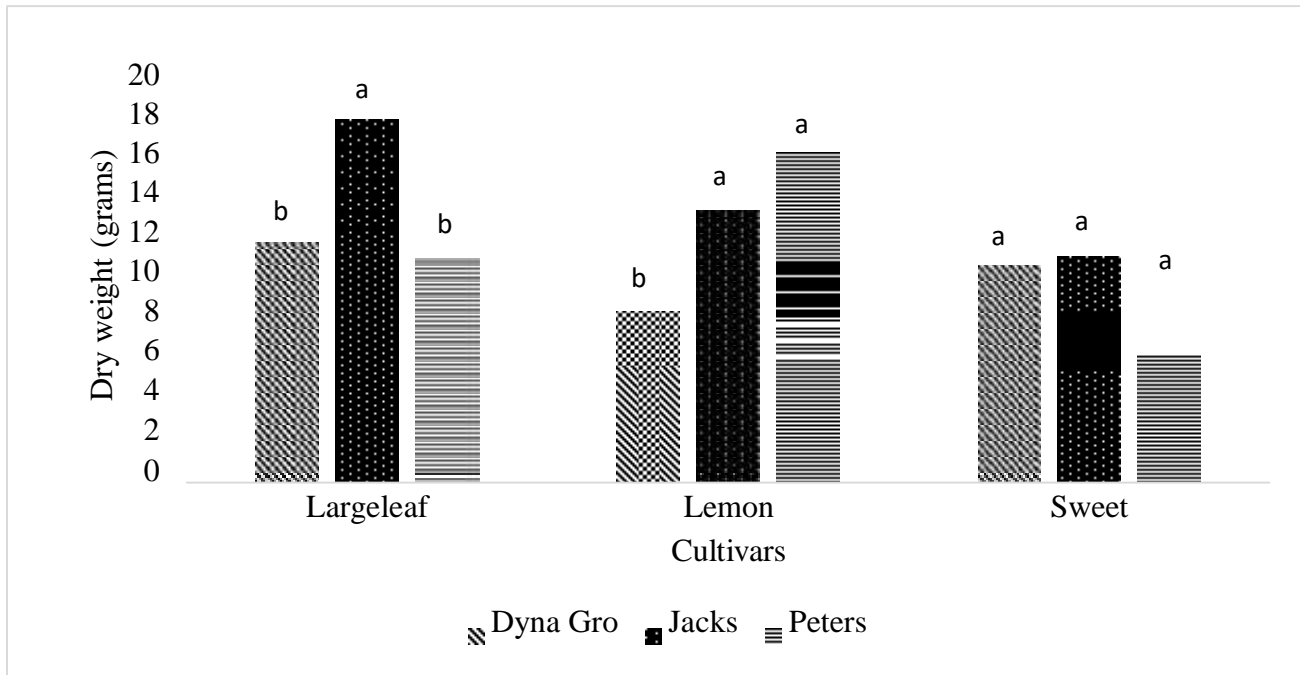 20
18
16
14
12
10
8
6
4
2
0
Dry weight (grams)
a
b
b
a
a
b
a
a
a
Largeleaf
Lemon
Sweet
Cultivars
Dyna Gro Jacks Peters